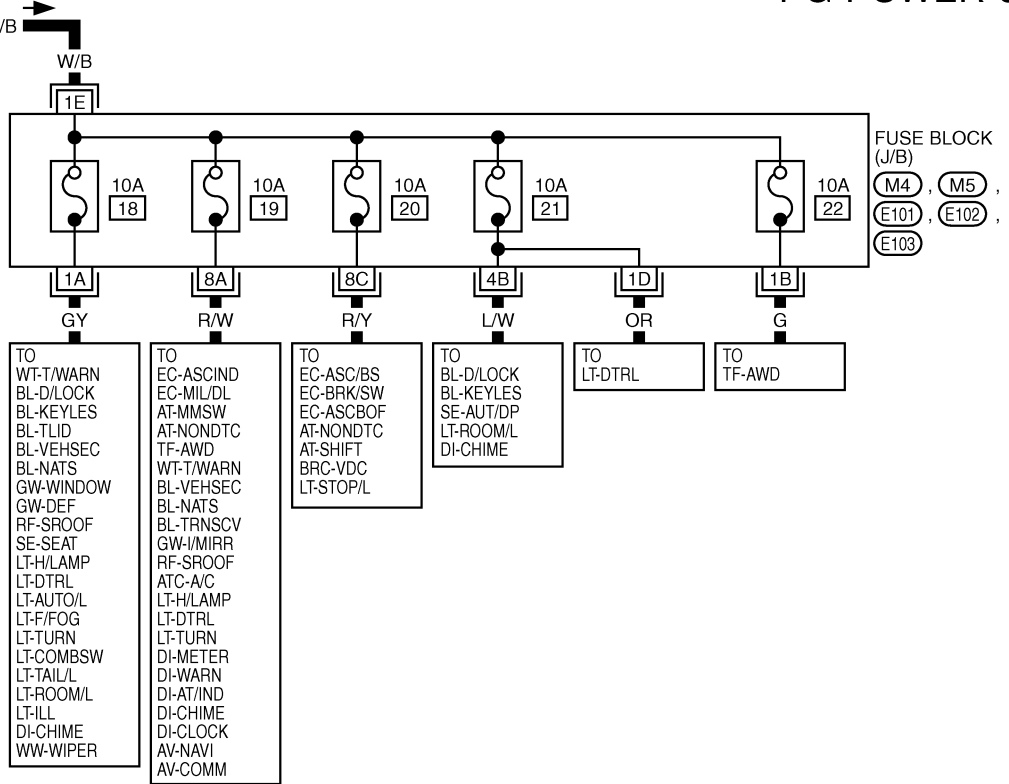 /B
W/B
1E
FUSE BLOCK
(J/B)
M4 , M5 ,
E101 , E102 ,
E103
10A
18
10A
19
10A
20
10A
21
10A
22
1A
8A
8C
4B
1D
1B
GY
R/W
R/Y
L/W
OR
G
TO
WT-T/WARN
BL-D/LOCK
BL-KEYLES
BL-TLID
BL-VEHSEC
BL-NATS
GW-WINDOW
GW-DEF
RF-SROOF
SE-SEAT
LT-H/LAMP
LT-DTRL
LT-AUTO/L
LT-F/FOG
LT-TURN
LT-COMBSW
LT-TAIL/L
LT-ROOM/L
LT-ILL
DI-CHIME
WW-WIPER
TO
EC-ASCIND
EC-MIL/DL
AT-MMSW
AT-NONDTC
TF-AWD
WT-T/WARN
BL-VEHSEC
BL-NATS
BL-TRNSCV
GW-I/MIRR
RF-SROOF
ATC-A/C
LT-H/LAMP
LT-DTRL
LT-TURN
DI-METER
DI-WARN
DI-AT/IND
DI-CHIME
DI-CLOCK
AV-NAVI
AV-COMM
TO
EC-ASC/BS
EC-BRK/SW
EC-ASCBOF
AT-NONDTC
AT-SHIFT
BRC-VDC
LT-STOP/L
TO
BL-D/LOCK
BL-KEYLES
SE-AUT/DP
LT-ROOM/L
DI-CHIME
TO
LT-DTRL
TO
TF-AWD